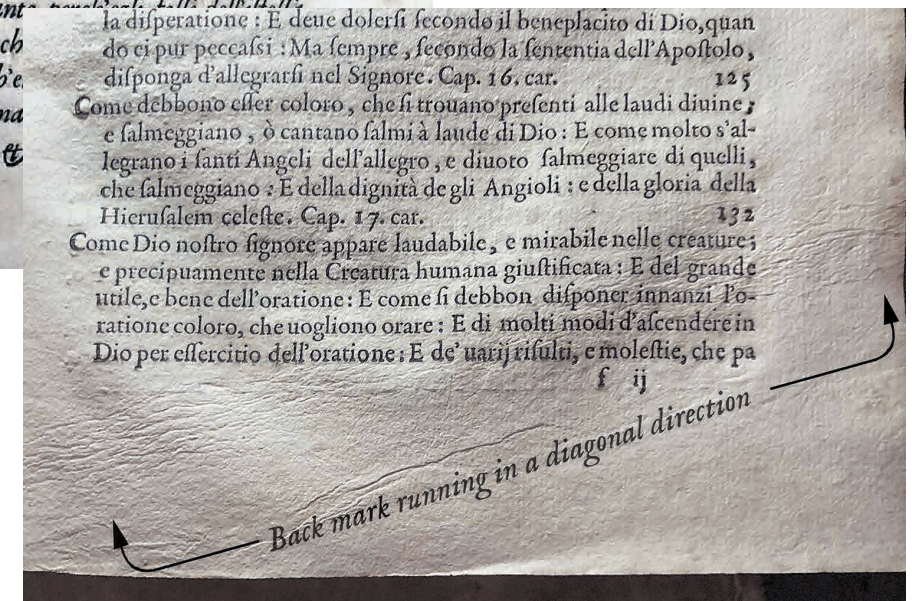 la diſperatione : E deue dolerſi ſecondo il beneplacito di Dio, quan
do ci pur peccaſsi : Ma ſempre , ſecondo la ſententia dell'Apoſtolo,
diſponga d'allegrarſi nel Signore. Cap. 16. car. 125
Come debbono eſſer coloro , che ſi trouano preſenti alle laudi diuine ;
e ſalmeggiano , ò cantano ſalmi à laude di Dio : E come molto s'al-
legrano i ſanti Angeli dell'allegro , e diuoto ſalmeggiare di quelli ,
che ſalmeggiano : E della dignità de gli Angioli : e della gloria della
Hieruſalem celeſte. Cap. 17. car. 132
Come Dio noſtro ſignore appare laudabile, e mirabile nelle creature ;
e precipuamente nella Creatura humana giuſtificata : E del grande
utile, e bene dell'oratione : E come ſi debbon diſponer innanzi l'o-
ratione coloro, che uogliono orare : E di molti modi d'aſcendere in
Dio per eſſercitio dell'oratione : E de' uarij riſulti, e moleſtie, che pa
f ij
Back mark running in a diagonal direction
ch
na
&